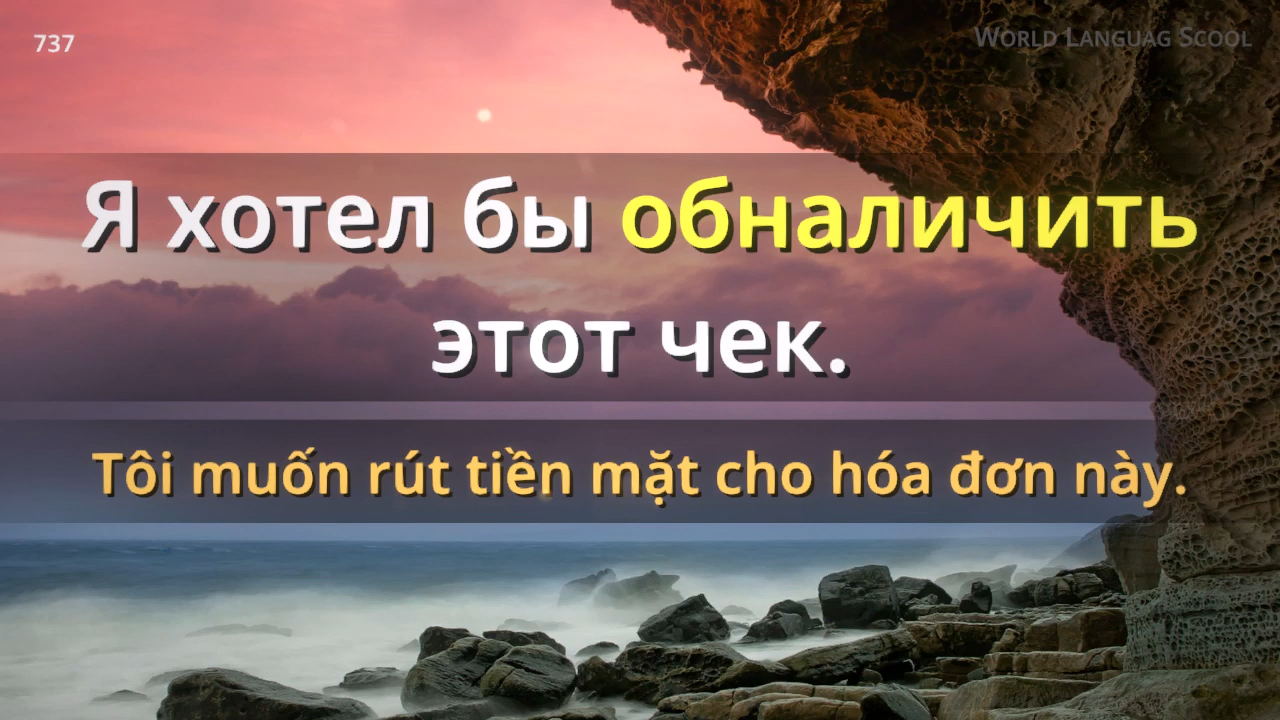 737
World Languag Scool
Я хотел бы обналичить
этот чек.
Tôi muốn rút tiền mặt cho hóa đơn này.